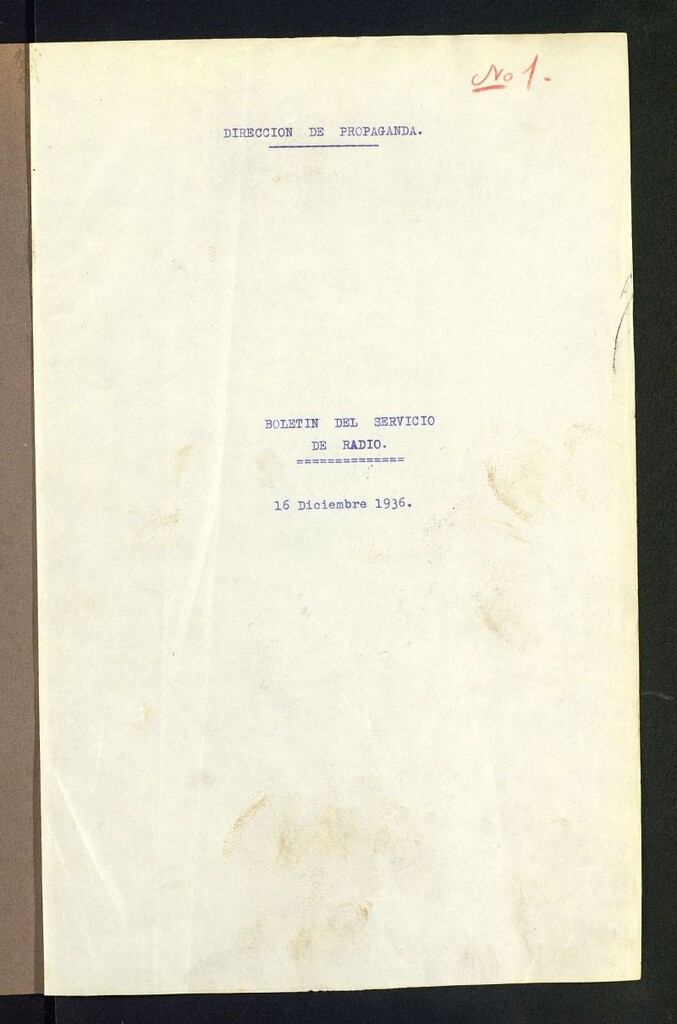 No 1.
DIRECCION DE PROPAGANDA.
BOLETIN DEL SERVICIO
DE RADIO.
==============
16 Diciembre 1936.